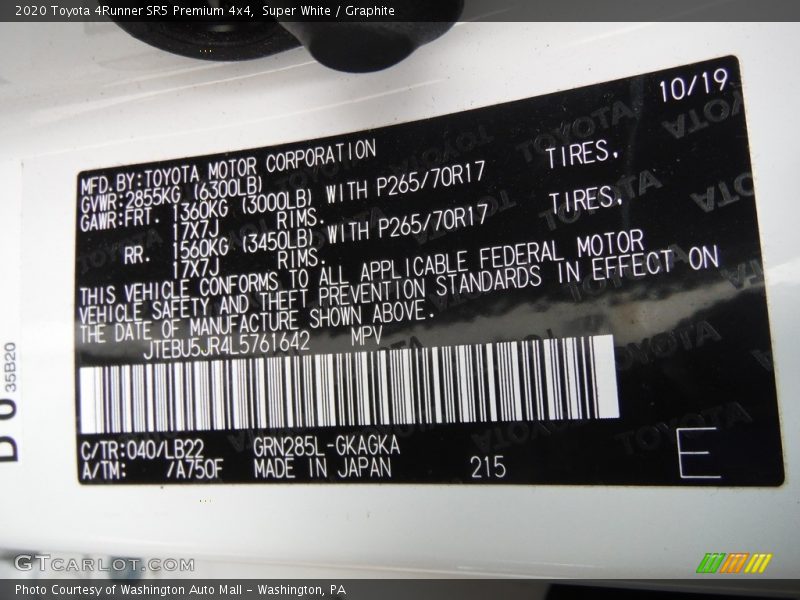 2020 Toyota 4Runner SR5 Premium 4x4, Super White / Graphite
10/19
MFD. BY:TOYOTA MOTOR CORPORATION
GVWR:2855KG (6300LB)
GAWR:FRT. 1360KG (3000LB) WITH P265/70R17 TIRES,
17X7J RIMS.
RR. 1560KG (3450LB) WITH P265/70R17 TIRES,
17X7J RIMS.
THIS VEHICLE CONFORMS TO ALL APPLICABLE FEDERAL MOTOR
VEHICLE SAFETY AND THEFT PREVENTION STANDARDS IN EFFECT ON
THE DATE OF MANUFACTURE SHOWN ABOVE.
JTEBU5JR4L5761642 MPV
C/TR:040/LB22 GRN285L-GKAGKA
A/TM: /A750F MADE IN JAPAN 215
E
35B20
GTCARLOT.COM
Photo Courtesy of Washington Auto Mall - Washington, PA